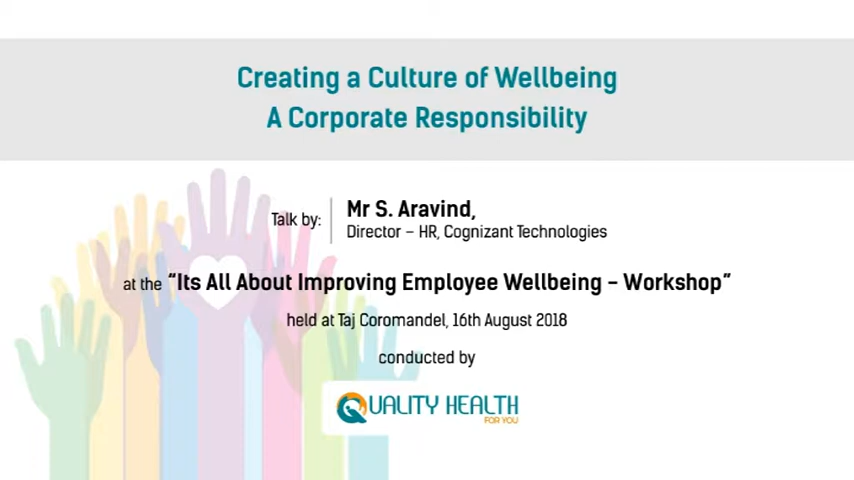 Creating a Culture of Wellbeing
A Corporate Responsibility
Talk by:
Mr S. Aravind,
Director – HR, Cognizant Technologies
at the “Its All About Improving Employee Wellbeing – Workshop”
held at Taj Coromandel, 16th August 2018
conducted by
QUALITY HEALTH
FOR YOU